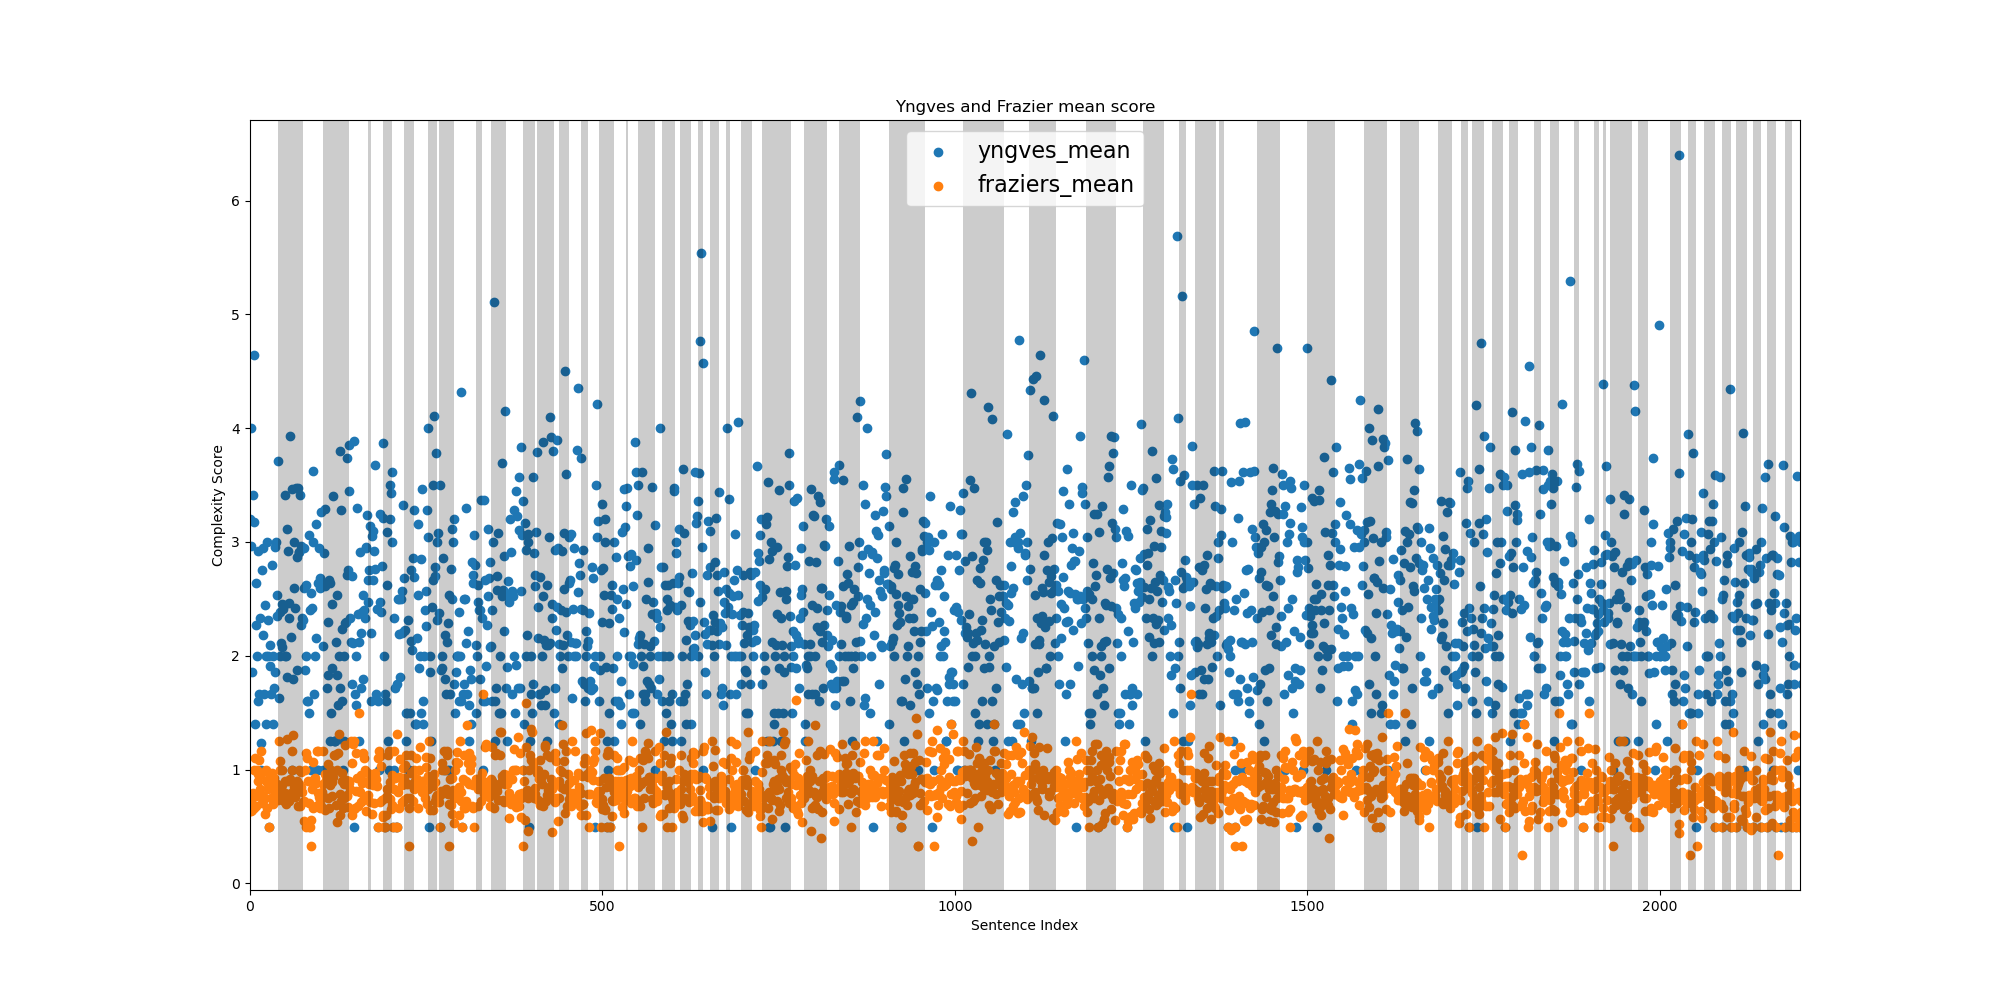 Yngves and Frazier mean score
yngves_mean
fraziers_mean
Complexity Score
6
5
4
3
2
1
0
0 500 1000 1500 2000
Sentence Index